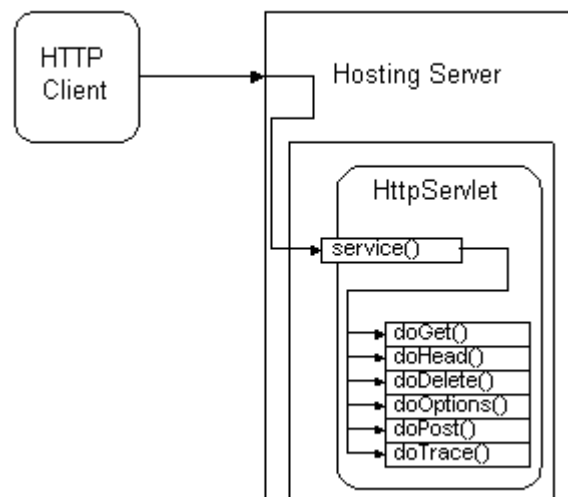 HTTP
Client
Hosting Server
HttpServlet
service()
doGet()
doHead()
doDelete()
doOptions()
doPost()
doTrace()